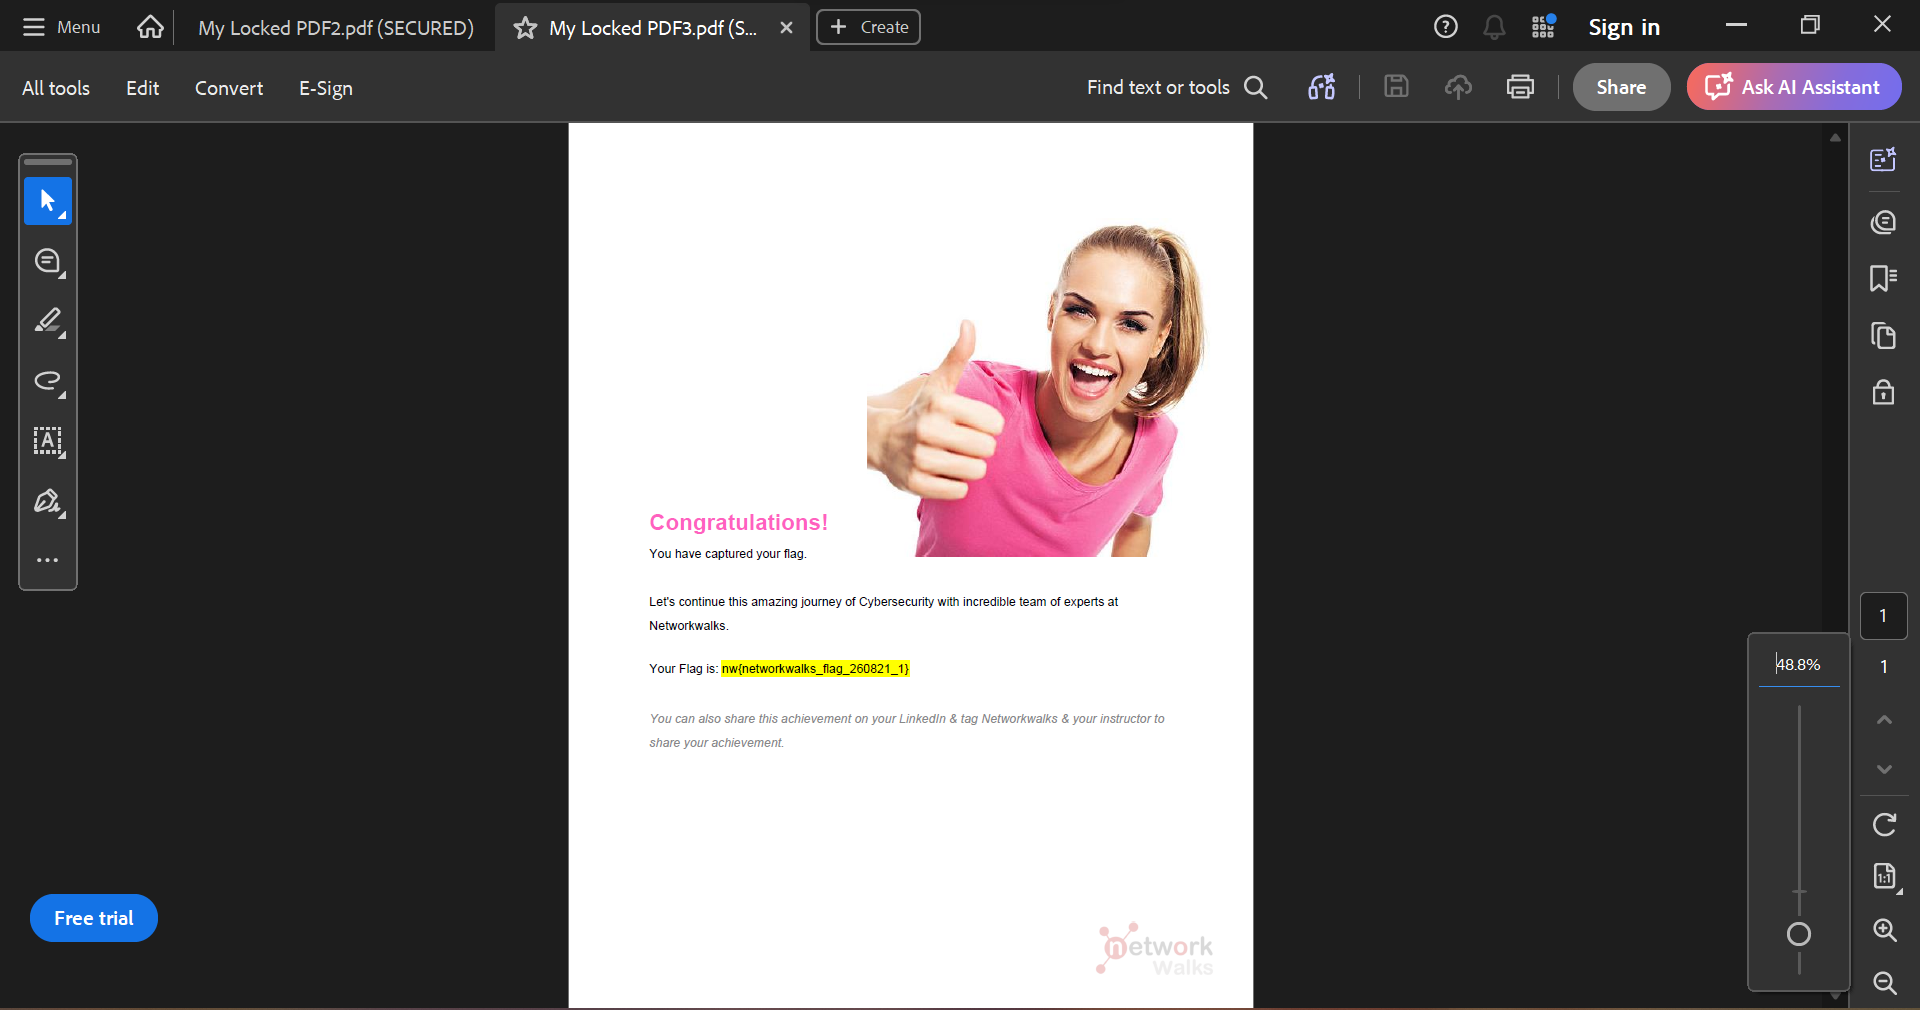 Menu
My Locked PDF2.pdf (SECURED)
My Locked PDF3.pdf (S...
Create
Sign in
All tools
Edit
Convert
E-Sign
Find text or tools
Share
Ask AI Assistant
Congratulations!
You have captured your flag.
Let's continue this amazing journey of Cybersecurity with incredible team of experts at
Networkwalks.
Your Flag is: nw{networkwalks_flag_260821_1}
You can also share this achievement on your LinkedIn & tag Networkwalks & your instructor to
share your achievement.
network
Walks
1
48.8%
1
1:1
Free trial